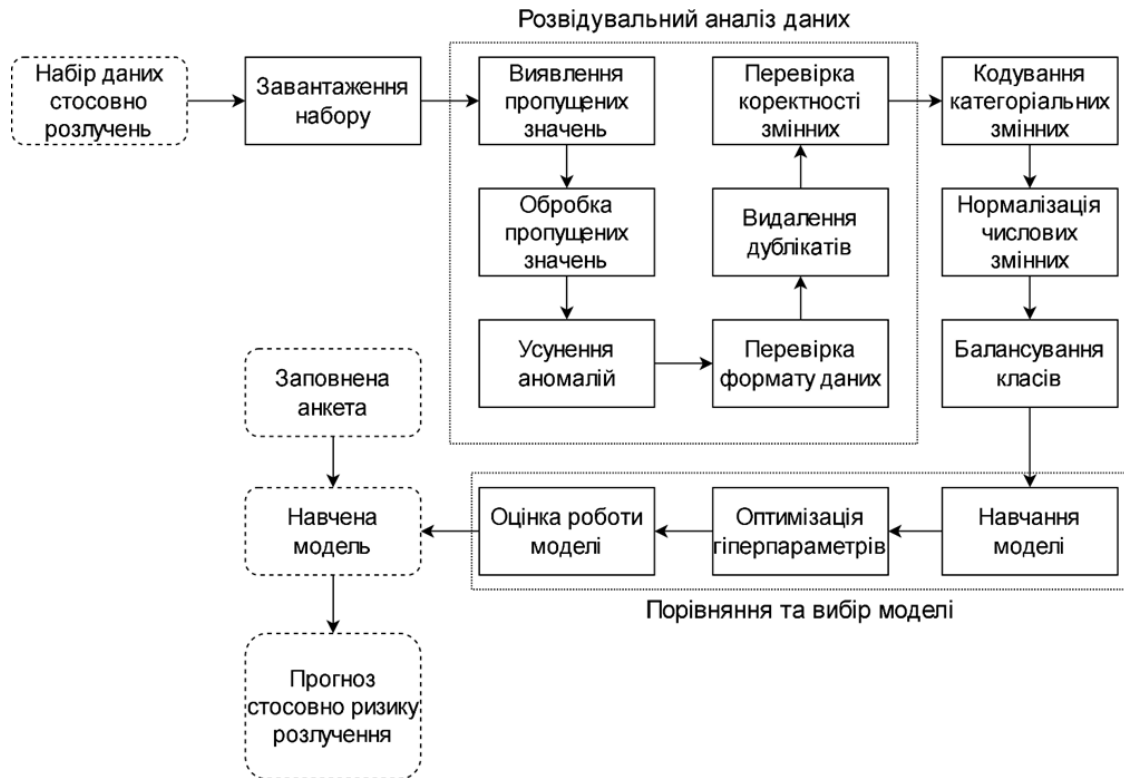 Розвідувальний аналіз даних
Набір даних
стосовно
розлучень
Завантаження
набору
Виявлення
пропущених
значень
Обробка
пропущених
значень
Усунення
аномалій
Перевірка
формату даних
Видалення
дублікатів
Перевірка
коректності
змінних
Кодування
категоріальних
змінних
Нормалізація
числових
змінних
Балансування
класів
Навчання
моделі
Оптимізація
гіперпараметрів
Оцінка роботи
моделі
Порівняння та вибір моделі
Заповнена
анкета
Навчена
модель
Прогноз
стосовно ризику
розлучення